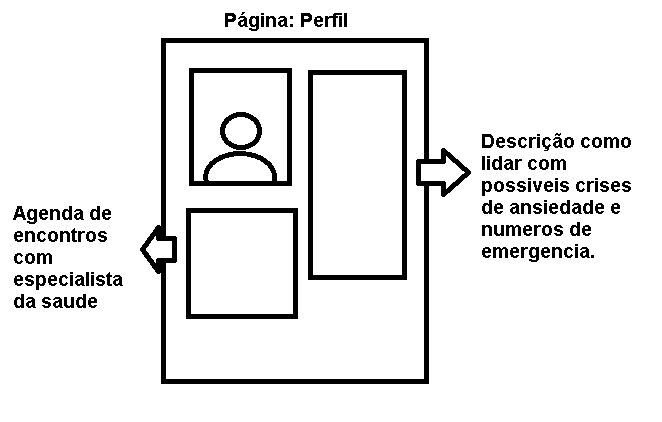 Página: Perfil
Descrição como
lidar com
possiveis crises
de ansiedade e
numeros de
emergencia.
Agenda de
encontros
com
especialista
da saude